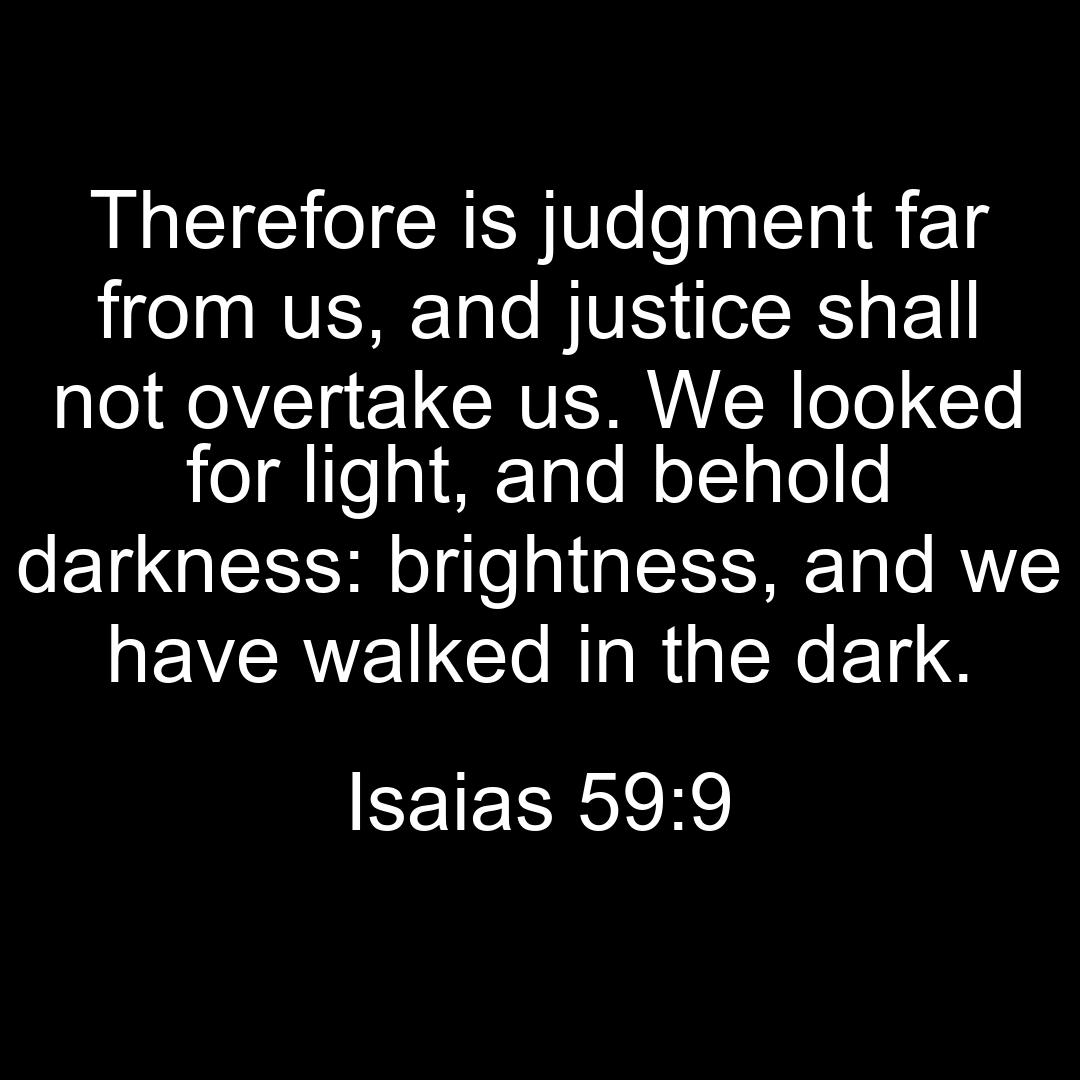 Therefore is judgment far
from us, and justice shall
not overtake us. We looked
for light, and behold
darkness: brightness, and we
have walked in the dark.
Isaias 59:9